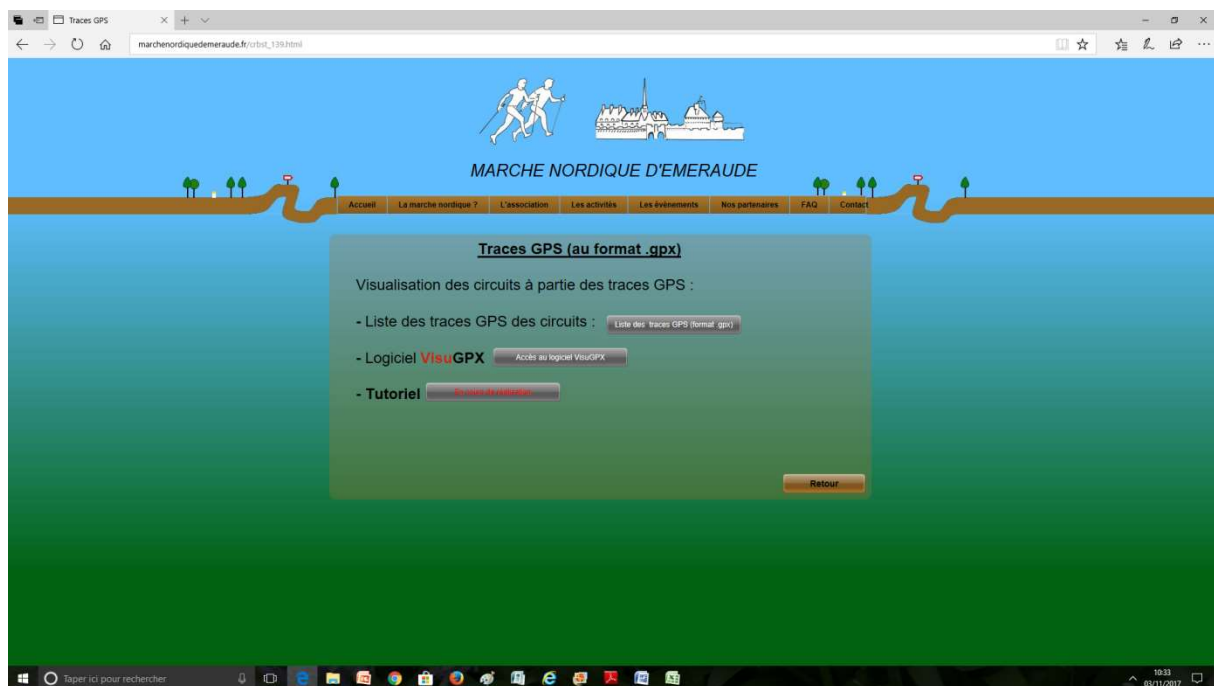 Traces GPS
marchenordiquedemeraude.fr/crbst_139.html
MARCHE NORDIQUE D'EMERAUDE
Accueil La marche nordique ? L'association Les activités Les évènements Nos partenaires FAQ Contact
Traces GPS (au format .gpx)
Visualisation des circuits à partie des traces GPS :
- Liste des traces GPS des circuits : Liste des traces GPS (format .gpx)
- Logiciel VisuGPX Accès au logiciel VisuGPX
- Tutoriel
Retour
Taper ici pour rechercher
10:33
03/11/2017